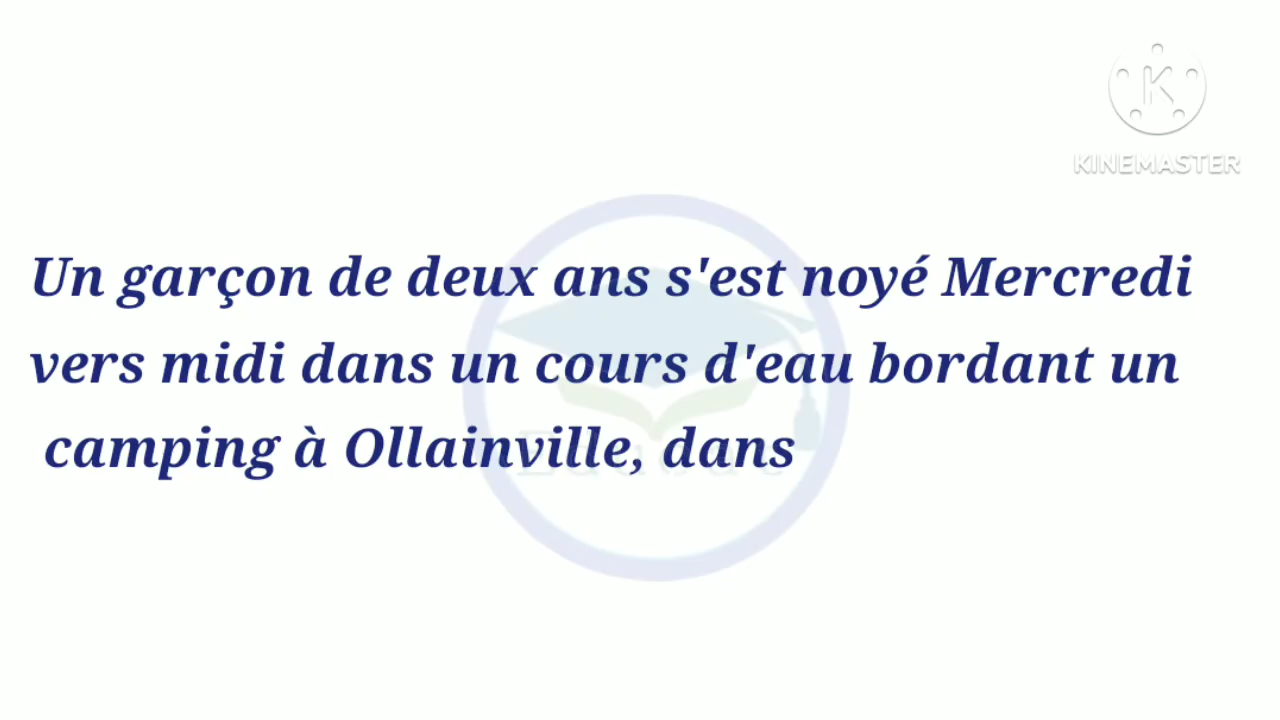 KINEMASTER
Un garçon de deux ans s'est noyé Mercredi
vers midi dans un cours d'eau bordant un
camping à Ollainville, dans